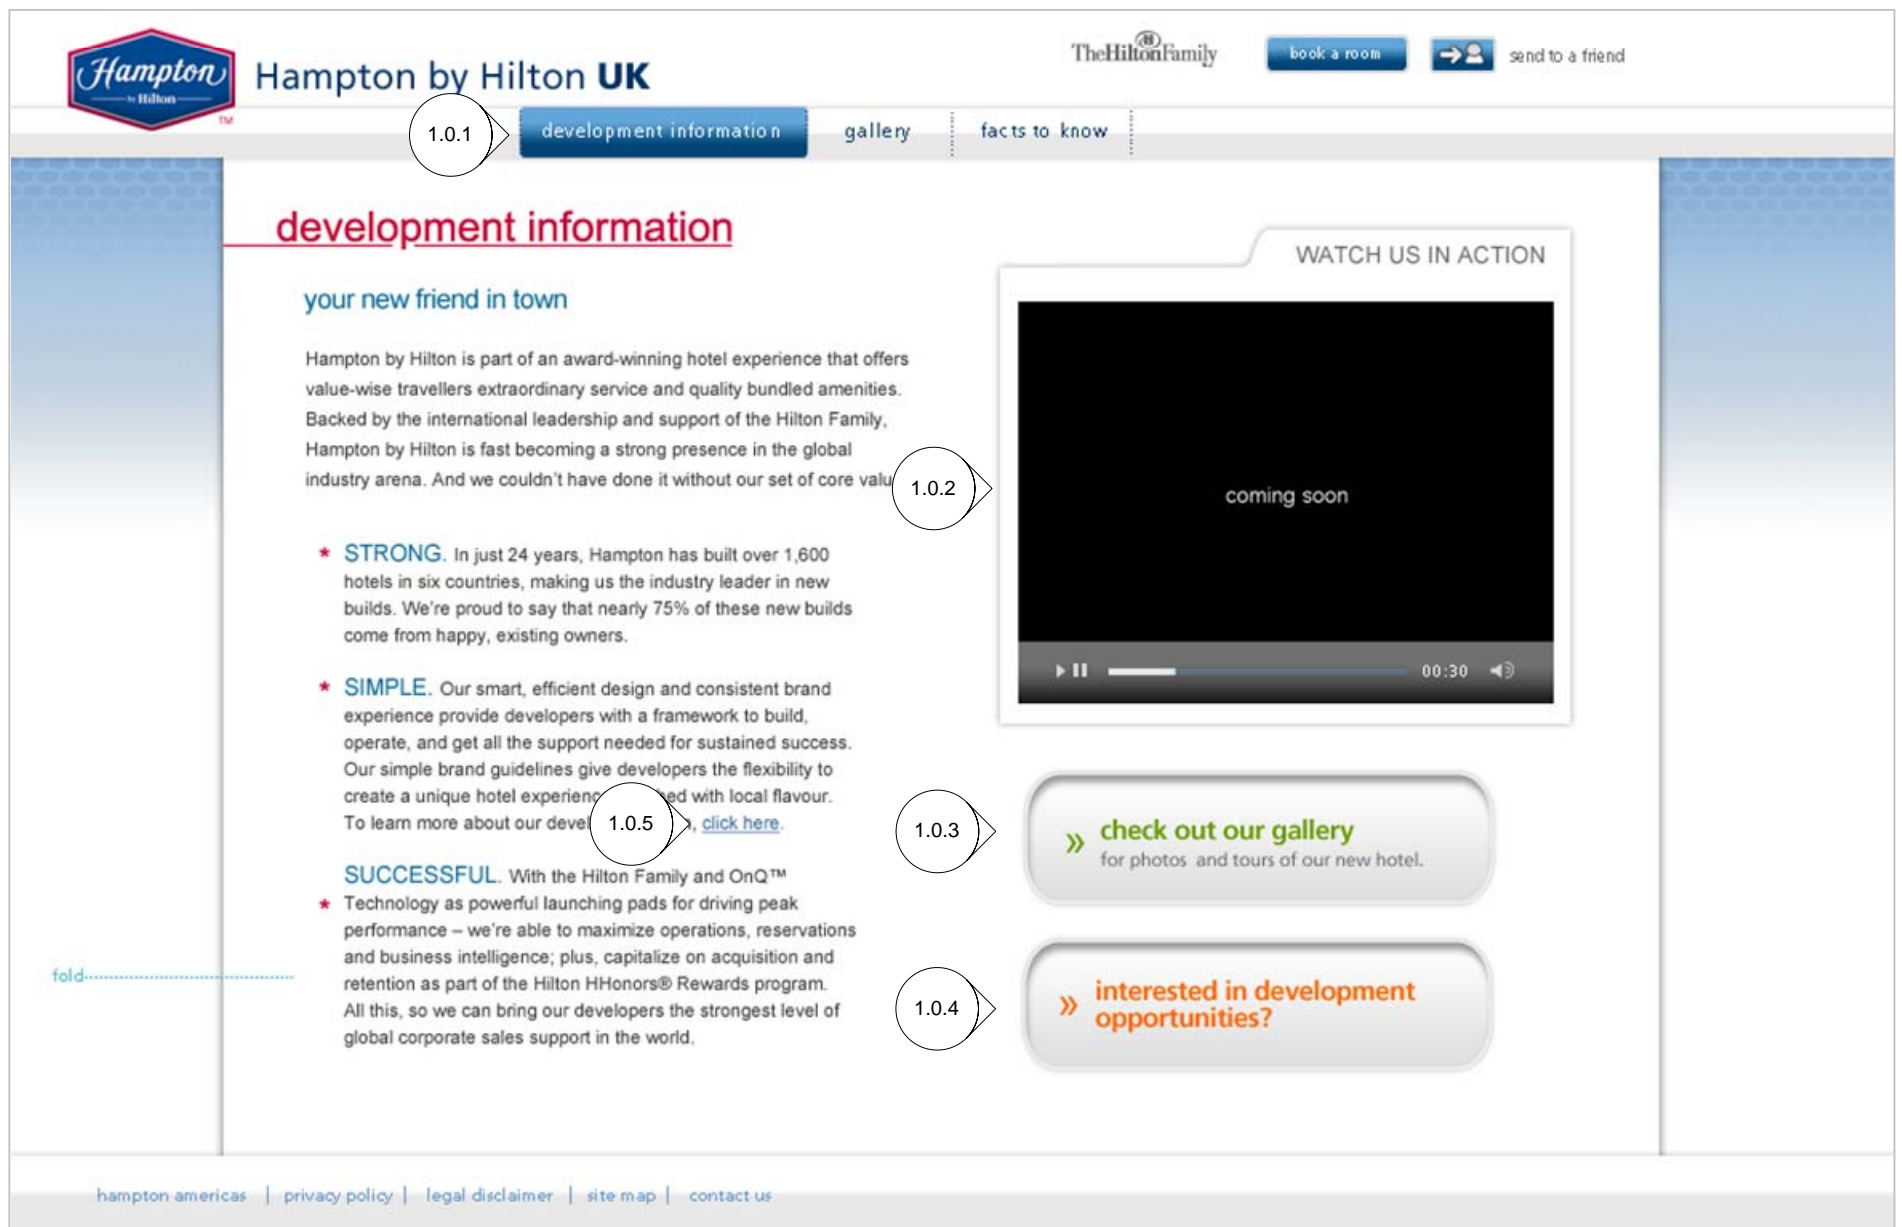 Hampton
by Hilton
TM
Hampton by Hilton UK
TheHiltonFamily
book a room
send to a friend
1.0.1
development information
gallery
facts to know
development information
your new friend in town
Hampton by Hilton is part of an award-winning hotel experience that offers
value-wise travellers extraordinary service and quality bundled amenities.
Backed by the international leadership and support of the Hilton Family,
Hampton by Hilton is fast becoming a strong presence in the global
industry arena. And we couldn't have done it without our set of core valu
* STRONG. In just 24 years, Hampton has built over 1,600
hotels in six countries, making us the industry leader in new
builds. We're proud to say that nearly 75% of these new builds
come from happy, existing owners.
* SIMPLE. Our smart, efficient design and consistent brand
experience provide developers with a framework to build,
operate, and get all the support needed for sustained success.
Our simple brand guidelines give developers the flexibility to
create a unique hotel experienc ed with local flavour.
To learn more about our devel , click here.
1.0.5
SUCCESSFUL. With the Hilton Family and OnQ™
* Technology as powerful launching pads for driving peak
performance – we're able to maximize operations, reservations
and business intelligence; plus, capitalize on acquisition and
retention as part of the Hilton HHonors® Rewards program.
All this, so we can bring our developers the strongest level of
global corporate sales support in the world.
fold
WATCH US IN ACTION
1.0.2
coming soon
00:30
1.0.3
» check out our gallery
for photos and tours of our new hotel.
1.0.4
» interested in development
opportunities?
hampton americas | privacy policy | legal disclaimer | site map | contact us